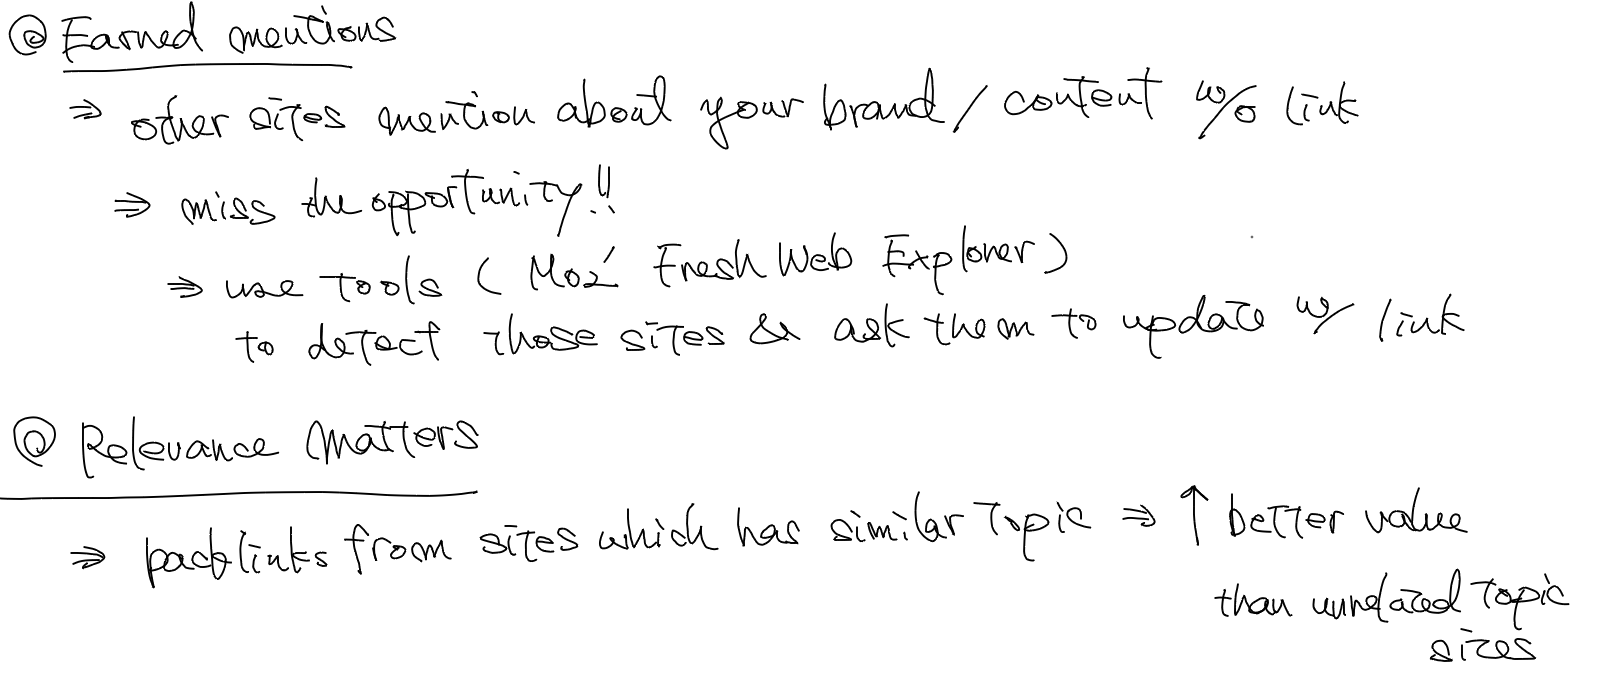 @ Earned mentions
⇒ other sites mention about your brand / content w/o link
⇒ miss the opportunity!!
⇒ use tools (Moz' Fresh Web Explorer)
to detect those sites & ask them to update w/ link
@ Relevance matters
⇒ backlinks from sites which has similar topic ⇒ ↑ better value
than unrelated topic
sites